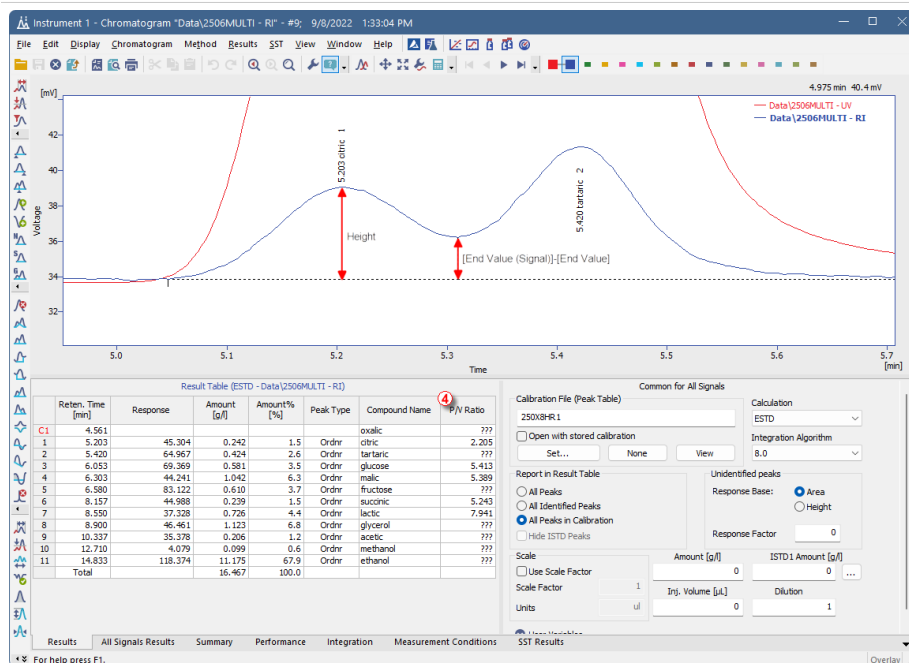 Instrument 1 - Chromatogram "Data\2506MULTI - RI" - #9; 9/8/2022 1:33:04 PM
File Edit Display Chromatogram Method Results SST View Window Help
4.975 min 40.4 mV
[mV]
Data\2506MULTI - UV
Data\2506MULTI - RI
42
40
38
36
34
32
Voltage
5.203 citric 1
5.420 tartaric 2
Height
[End Value (Signal)]-[End Value]
5.0 5.1 5.2 5.3 5.4 5.5 5.6 5.7
Time
[min]
Result Table (ESTD - Data\2506MULTI - RI)
4
Reten. Time [min] Response Amount [g/l] Amount% [%] Peak Type Compound Name P/V Ratio
C1 4.561 oxalic ???
1 5.203 45.304 0.242 1.5 Ordnr citric 2.205
2 5.420 64.967 0.424 2.6 Ordnr tartaric ???
3 6.053 69.369 0.581 3.5 Ordnr glucose 5.413
4 6.303 44.241 1.042 6.3 Ordnr malic 5.389
5 6.580 83.122 0.610 3.7 Ordnr fructose ???
6 8.157 44.988 0.239 1.5 Ordnr succinic 5.243
7 8.550 37.328 0.726 4.4 Ordnr lactic 7.941
8 8.900 46.461 1.123 6.8 Ordnr glycerol ???
9 10.337 35.378 0.206 1.2 Ordnr acetic ???
10 12.710 4.079 0.099 0.6 Ordnr methanol ???
11 14.833 118.374 11.175 67.9 Ordnr ethanol ???
Total 16.467 100.0
Common for All Signals
Calibration File (Peak Table)
250X8HR1
Open with stored calibration
Set... None View
Calculation
ESTD
Integration Algorithm
8.0
Report in Result Table
All Peaks
All Identified Peaks
All Peaks in Calibration
Hide ISTD Peaks
Unidentified peaks
Response Base: Area
Height
Response Factor 0
Scale
Use Scale Factor
Scale Factor 1
Units ul
Amount [g/l]
0
ISTD1 Amount [g/l]
0 ...
Inj. Volume [µL]
0
Dilution
1
Results All Signals Results Summary Performance Integration Measurement Conditions SST Results
For help press F1.
Overlay